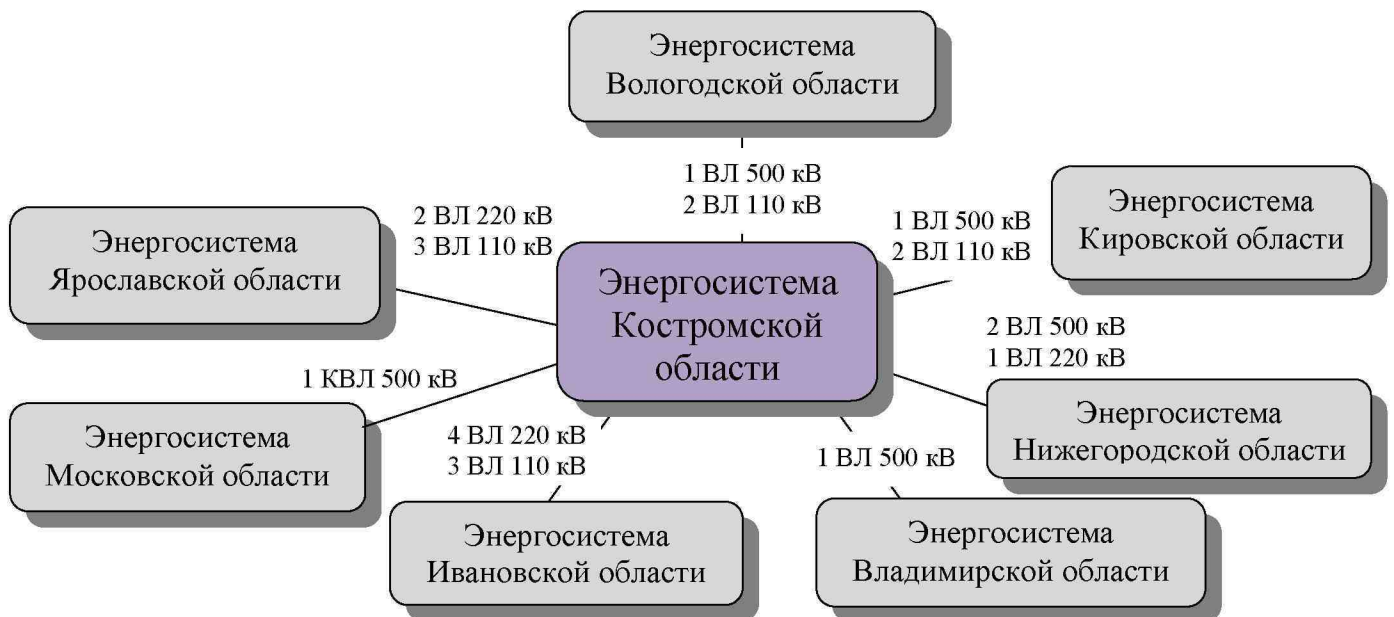 Энергосистема
Вологодской области
1 ВЛ 500 кВ
2 ВЛ 110 кВ
1 ВЛ 500 кВ
2 ВЛ 110 кВ
Энергосистема
Кировской области
2 ВЛ 220 кВ
3 ВЛ 110 кВ
Энергосистема
Ярославской области
Энергосистема
Костромской
области
2 ВЛ 500 кВ
1 ВЛ 220 кВ
Энергосистема
Нижегородской области
1 КВЛ 500 кВ
Энергосистема
Московской области
4 ВЛ 220 кВ
3 ВЛ 110 кВ
Энергосистема
Ивановской области
1 ВЛ 500 кВ
Энергосистема
Владимирской области